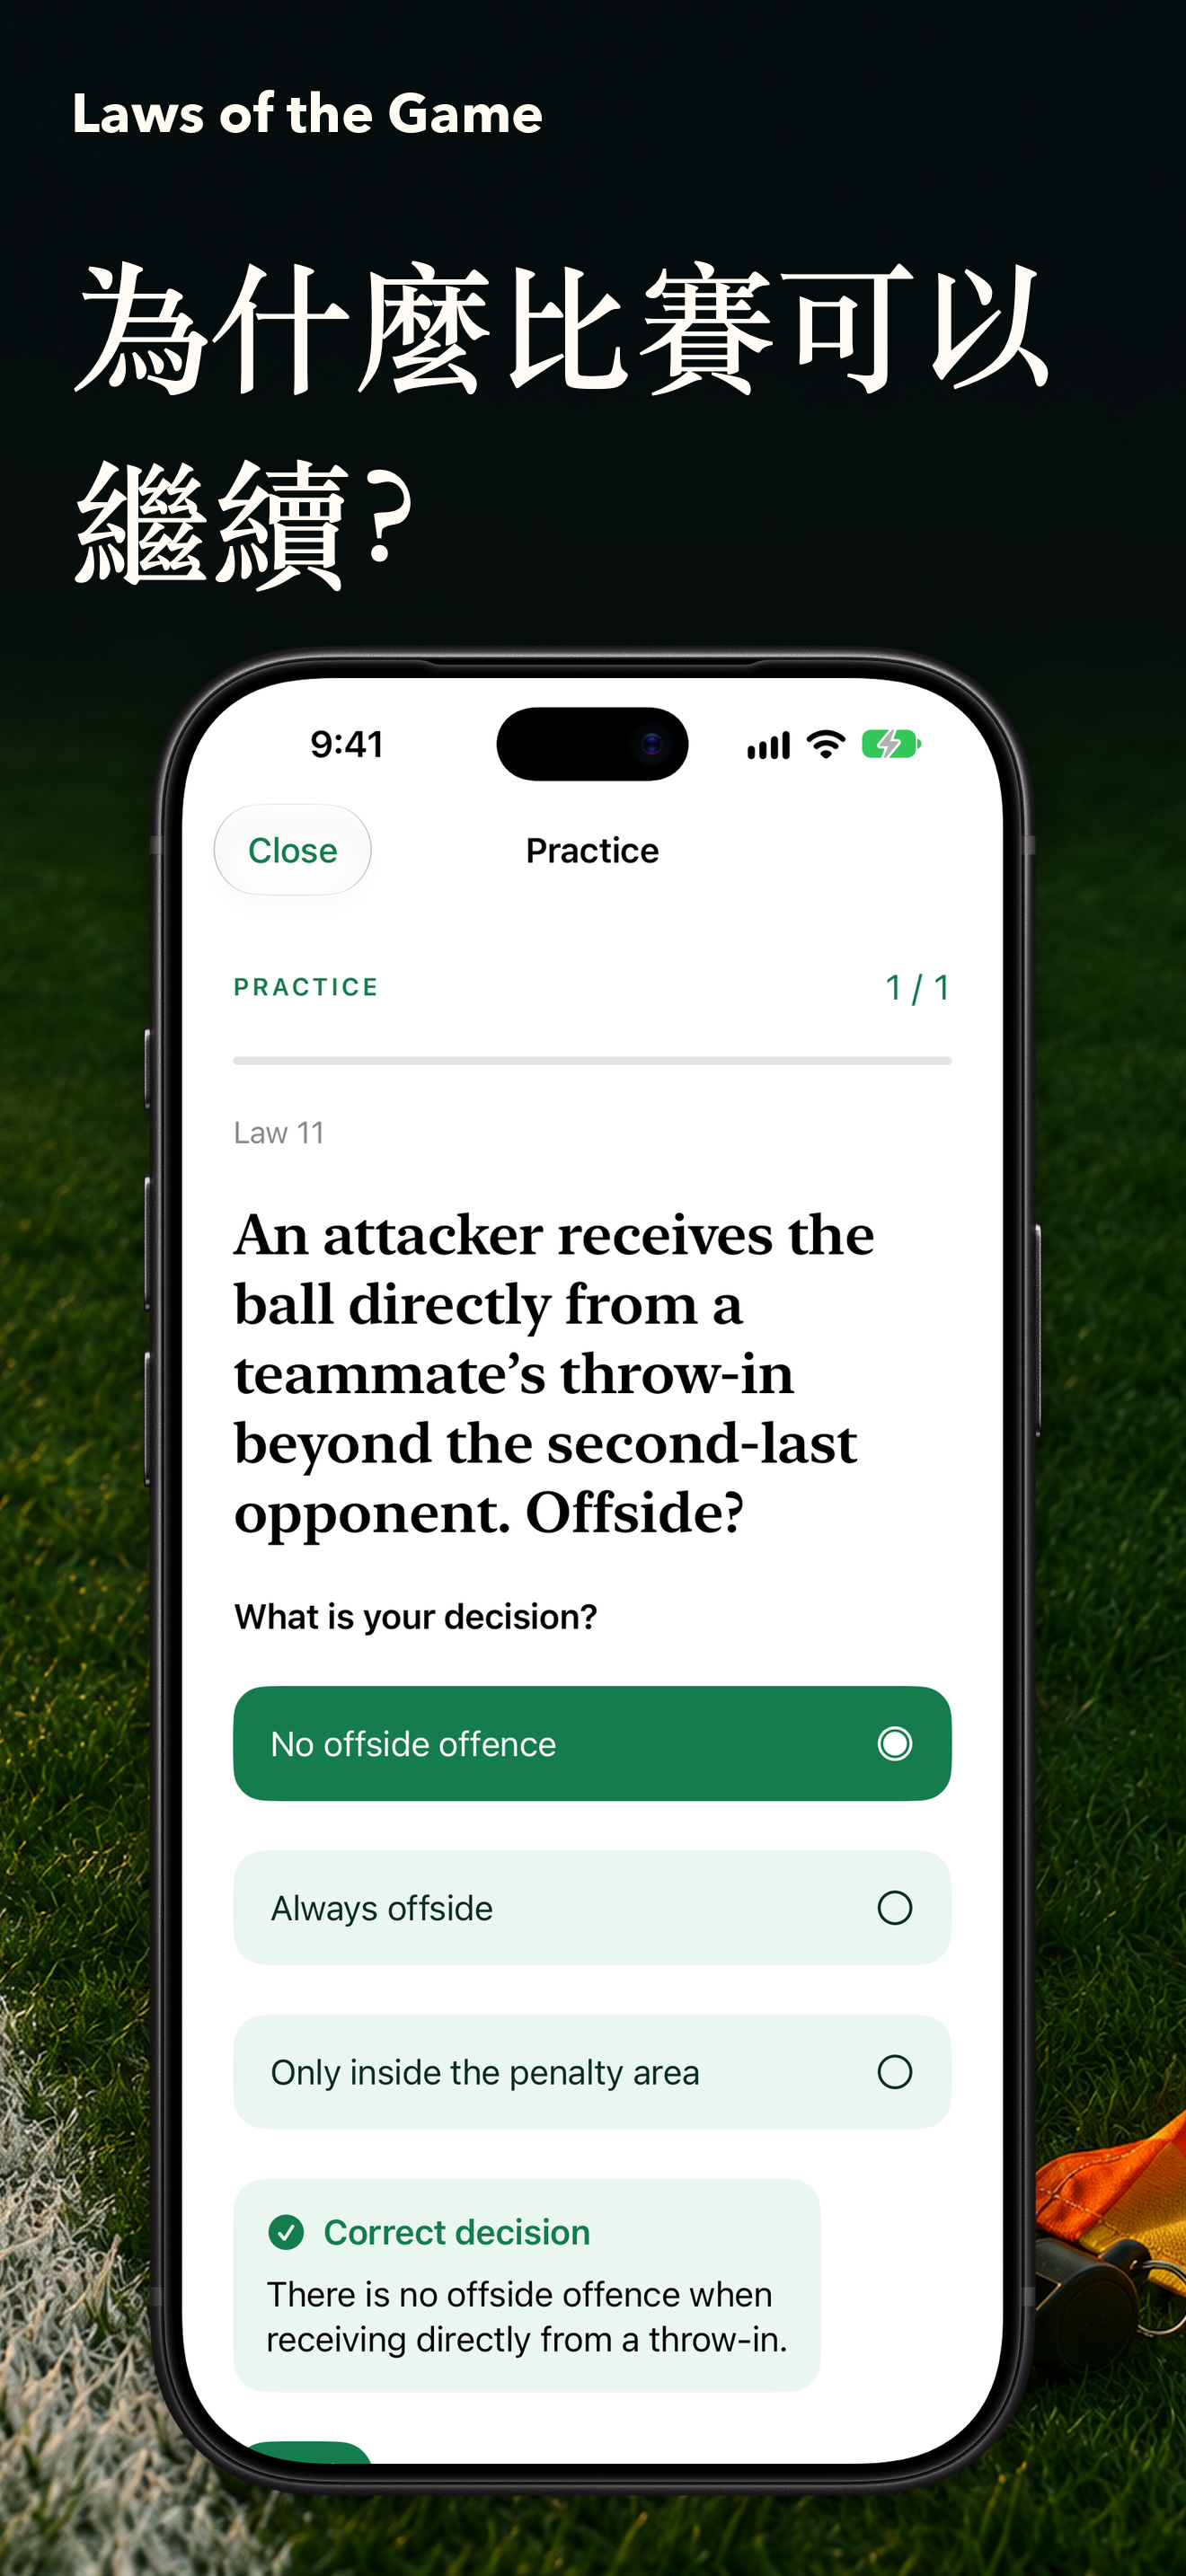 Laws of the Game
為什麼比賽可以
繼續?
9:41
Close
Practice
PRACTICE
1 / 1
Law 11
An attacker receives the
ball directly from a
teammate’s throw-in
beyond the second-last
opponent. Offside?
What is your decision?
No offside offence
Always offside
Only inside the penalty area
Correct decision
There is no offside offence when
receiving directly from a throw-in.